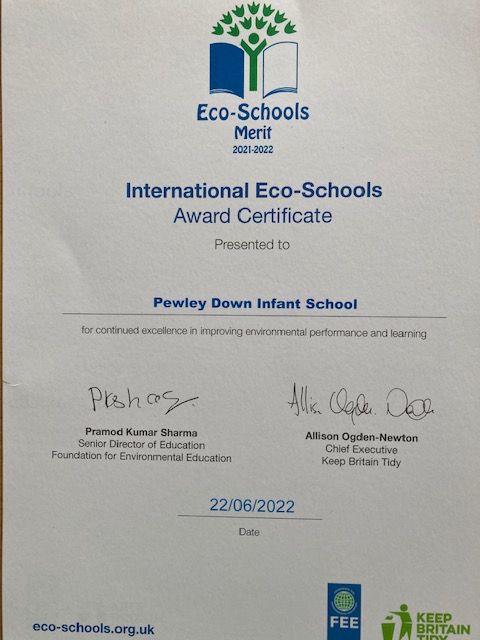 Eco-Schools
Merit
2021-2022
International Eco-Schools
Award Certificate
Presented to
Pewley Down Infant School
for continued excellence in improving environmental performance and learning
Pramod Kumar Sharma
Senior Director of Education
Foundation for Environmental Education
Allison Ogden-Newton
Chief Executive
Keep Britain Tidy
22/06/2022
Date
eco-schools.org.uk
FEE
KEEP
BRITAIN
TIDY